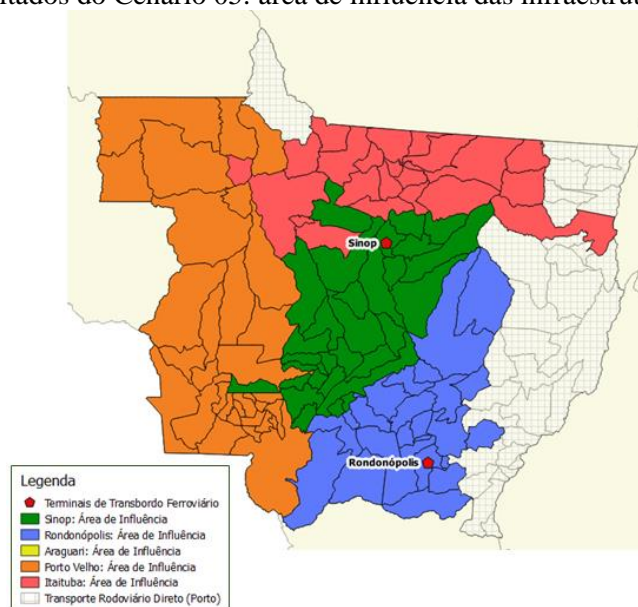 do Cenário 03: área de influência das
Sinop
Rondonópolis
Legenda
Terminais de Transbordo Ferroviário
Sinop: Área de Influência
Rondonópolis: Área de Influência
Araguari: Área de Influência
Porto Velho: Área de Influência
Itaituba: Área de Influência
Transporte Rodoviário Direto (Porto)